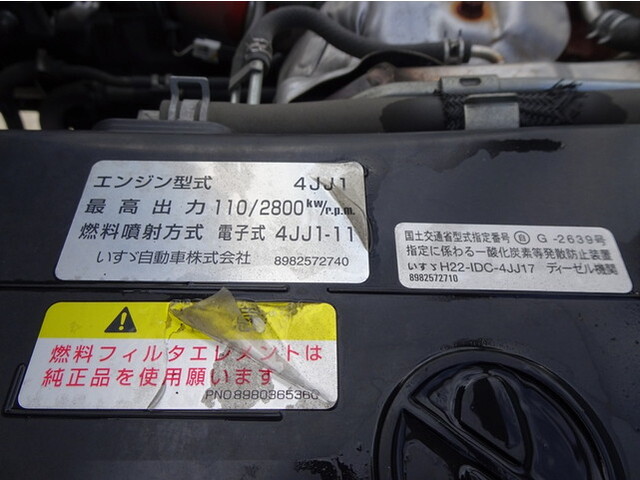 エンジン型式 4JJ1
最高出力 110/2800 kw/r.p.m.
燃料噴射方式 電子式 4JJ1-11
いすゞ自動車株式会社 8982572740
国土交通省型式指定番号 Ⓑ G-2639号
指定に係わる一酸化炭素等発散防止装置
いすゞ H22-IDC-4JJ17 ディーゼル機関
8982572710
燃料フィルタエレメントは
純正品を使用願います
PNO.8980365360